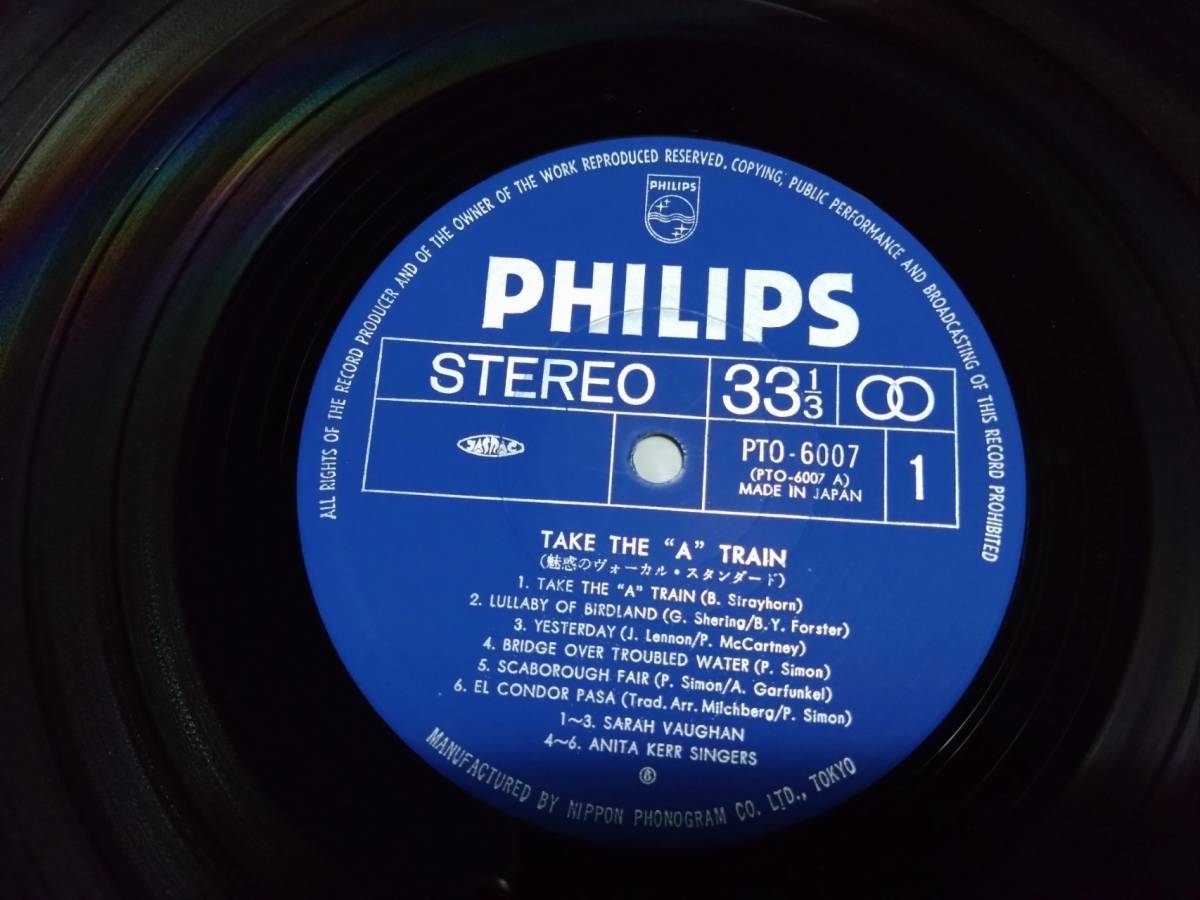 ALL RIGHTS OF THE RECORD PRODUCER AND OF THE OWNER OF THE WORK REPRODUCED RESERVED. COPYING, PUBLIC PERFORMANCE AND BROADCASTING OF THIS RECORD PROHIBITED
PHILIPS
PHILIPS
STEREO 33 1/3
JASRAC
PTO-6007
(PTO-6007 A)
MADE IN JAPAN
1
TAKE THE "A" TRAIN
(魅惑のヴォーカル・スタンダード)
1. TAKE THE "A" TRAIN (B. Sirayhorn)
2. LULLABY OF BIRDLAND (G. Shering/B.Y. Forster)
3. YESTERDAY (J. Lennon/P. McCartney)
4. BRIDGE OVER TROUBLED WATER (P. Simon)
5. SCABOROUGH FAIR (P. Simon/A. Garfunkel)
6. EL CONDOR PASA (Trad. Arr. Milchberg/P. Simon)
1~3. SARAH VAUGHAN
4~6. ANITA KERR SINGERS
MANUFACTURED BY NIPPON PHONOGRAM CO. LTD., TOKYO